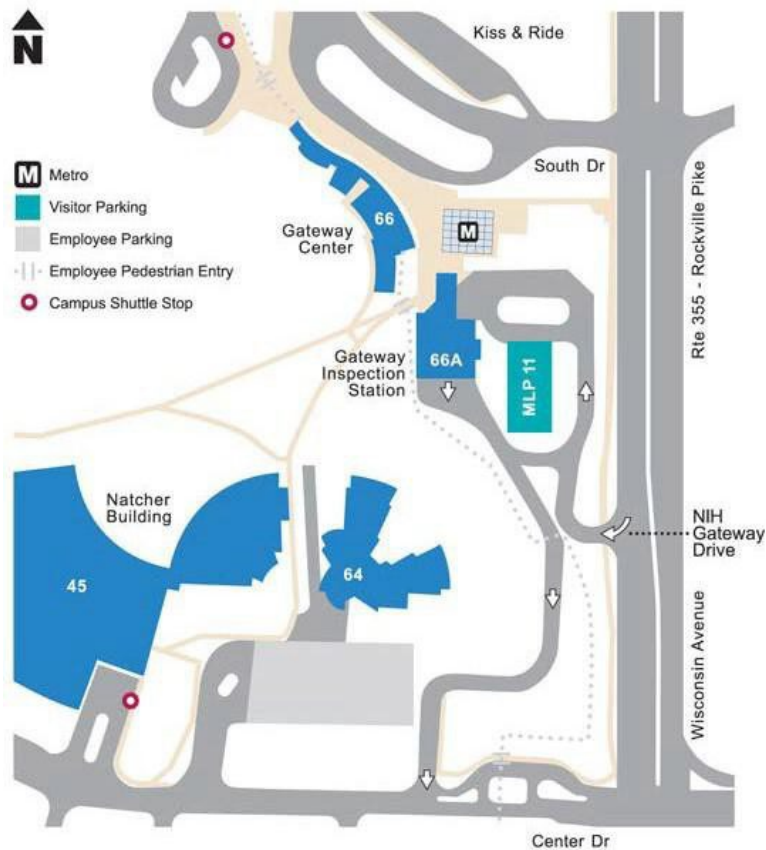 N
Kiss & Ride
South Dr
Rte 355 - Rockville Pike
M Metro
Visitor Parking
Employee Parking
Employee Pedestrian Entry
Campus Shuttle Stop
66
Gateway
Center
M
Gateway
Inspection
Station
66A
MLP 11
Natcher
Building
45
64
NIH
Gateway
Drive
Wisconsin Avenue
Center Dr